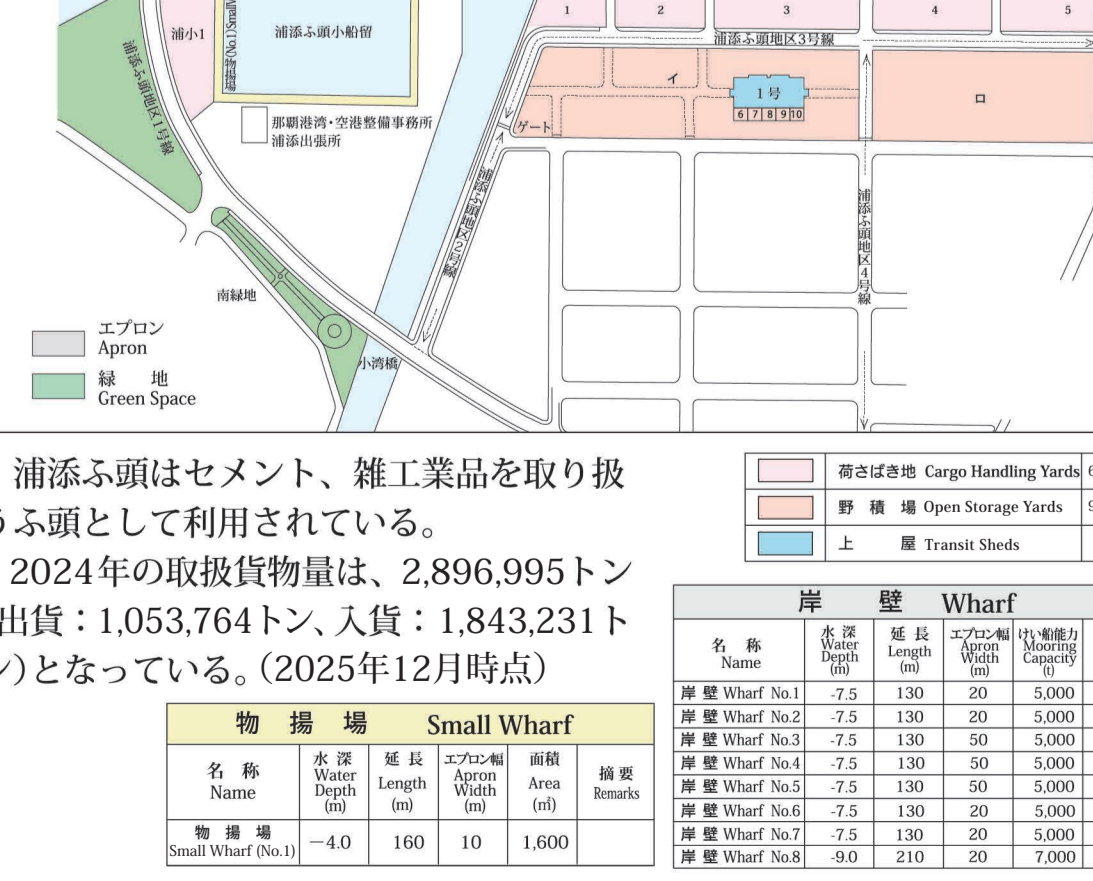 1 2 3 4 5
浦小1
浦添ふ頭小船留
物揚場
浦添ふ頭地区3号線
イ
1号
6 7 8 9 10
ロ
ゲート
那覇港湾・空港整備事務所
浦添出張所
浦添ふ頭地区1号線
浦添ふ頭地区2号線
浦添ふ頭地区4号線
南緑地
小湾橋
エプロン
Apron
緑 地
Green Space
浦添ふ頭はセメント、雑工業品を取り扱
うふ頭として利用されている。
2024年の取扱貨物量は、2,896,995トン
出貨：1,053,764トン、入貨：1,843,231ト
ン)となっている。(2025年12月時点)
荷さばき地 Cargo Handling Yards
野 積 場 Open Storage Yards
上 屋 Transit Sheds
物 揚 場 Small Wharf
名 称 Name 水 深 Water Depth (m) 延 長 Length (m) エプロン幅 Apron Width (m) 面積 Area (㎡) 摘 要 Remarks
物 揚 場 Small Wharf (No.1) －4.0 160 10 1,600
岸 壁 Wharf
名 称 Name 水 深 Water Depth (m) 延 長 Length (m) エプロン幅 Apron Width (m) けい船能力 Mooring Capacity (t)
岸 壁 Wharf No.1 -7.5 130 20 5,000
岸 壁 Wharf No.2 -7.5 130 20 5,000
岸 壁 Wharf No.3 -7.5 130 50 5,000
岸 壁 Wharf No.4 -7.5 130 50 5,000
岸 壁 Wharf No.5 -7.5 130 50 5,000
岸 壁 Wharf No.6 -7.5 130 20 5,000
岸 壁 Wharf No.7 -7.5 130 20 5,000
岸 壁 Wharf No.8 -9.0 210 20 7,000